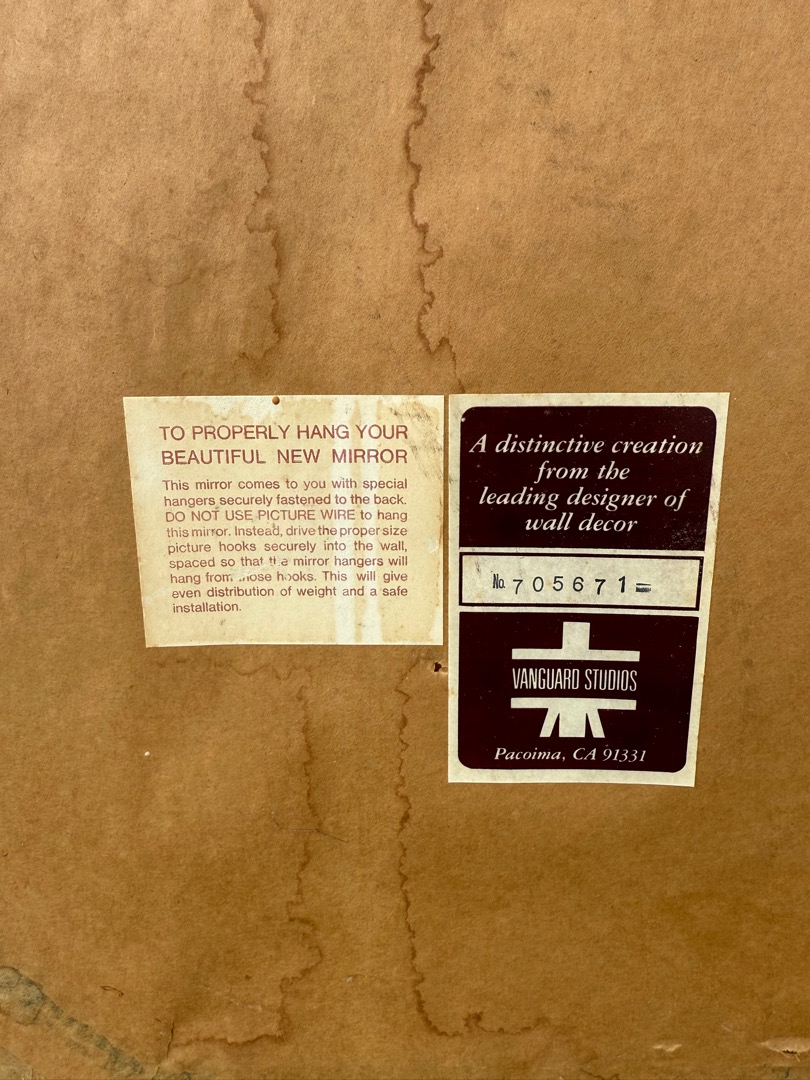 TO PROPERLY HANG YOUR
BEAUTIFUL NEW MIRROR
This mirror comes to you with special
hangers securely fastened to the back.
DO NOT USE PICTURE WIRE to hang
this mirror. Instead, drive the proper size
picture hooks securely into the wall,
spaced so that the mirror hangers will
hang from those hooks. This will give
even distribution of weight and a safe
installation.
A distinctive creation
from the
leading designer of
wall decor
No. 705671
VANGUARD STUDIOS
Pacoima, CA 91331